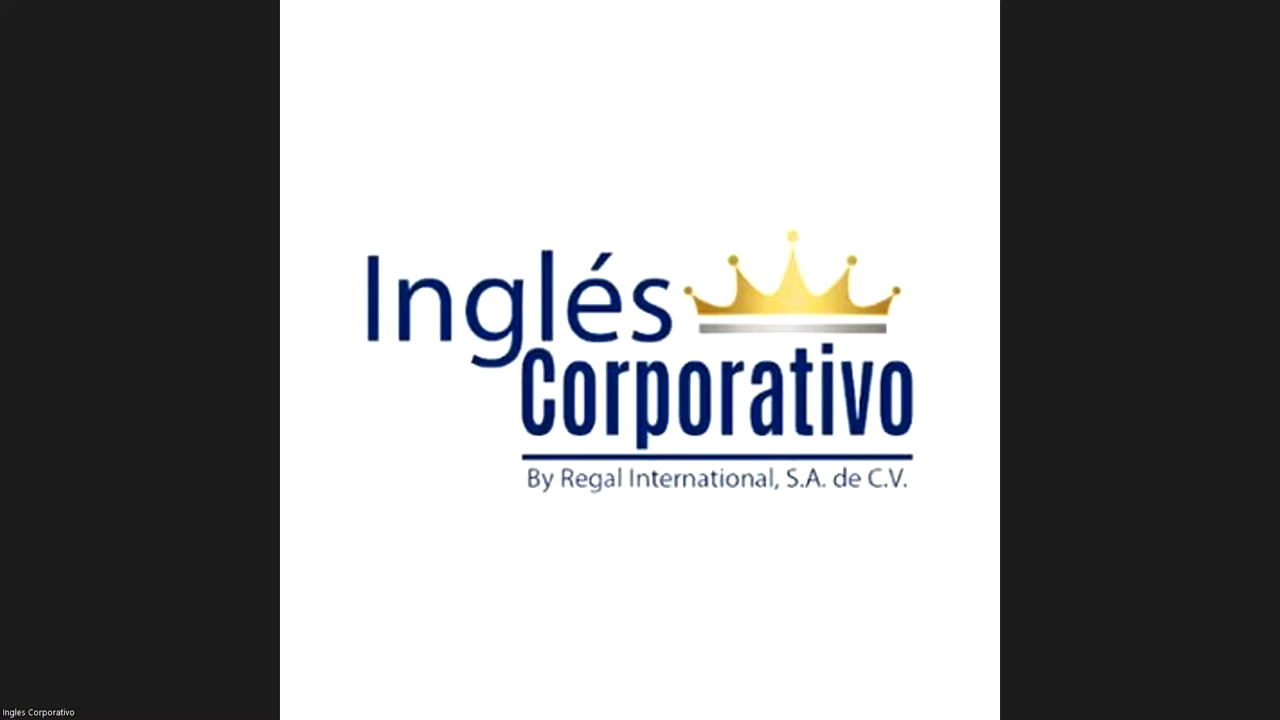 Inglés
Corporativo
By Regal International, S.A. de C.V.
Ingles Corporativo